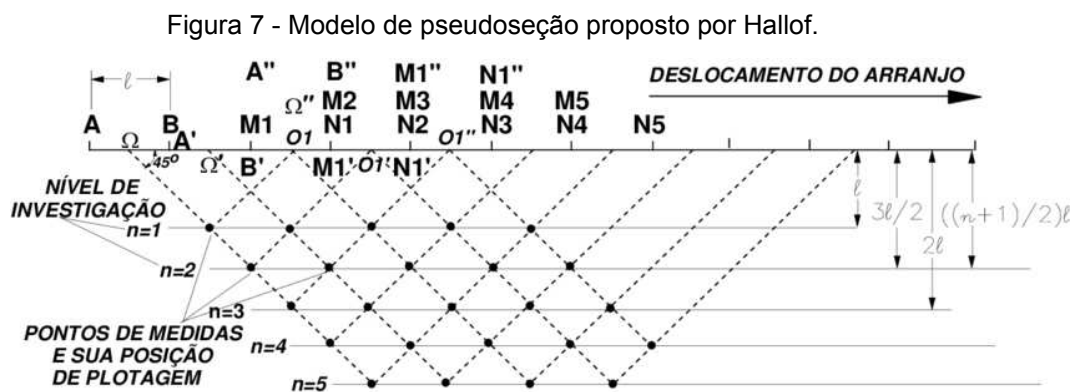 Figura 7 - Modelo de pseudoseção proposto por Hallof.
A'' B'' M1'' N1'' DESLOCAMENTO DO ARRANJO
ℓ Ω'' M2 M3 M4 M5
A Ω B A' M1 O1 N1 N2 O1'' N3 N4 N5
45º Ω' B' M1' O1' N1'
NÍVEL DE
INVESTIGAÇÃO
n=1
ℓ 3ℓ/2 2ℓ ((n+1)/2)ℓ
n=2
n=3
PONTOS DE MEDIDAS
E SUA POSIÇÃO
DE PLOTAGEM
n=4
n=5